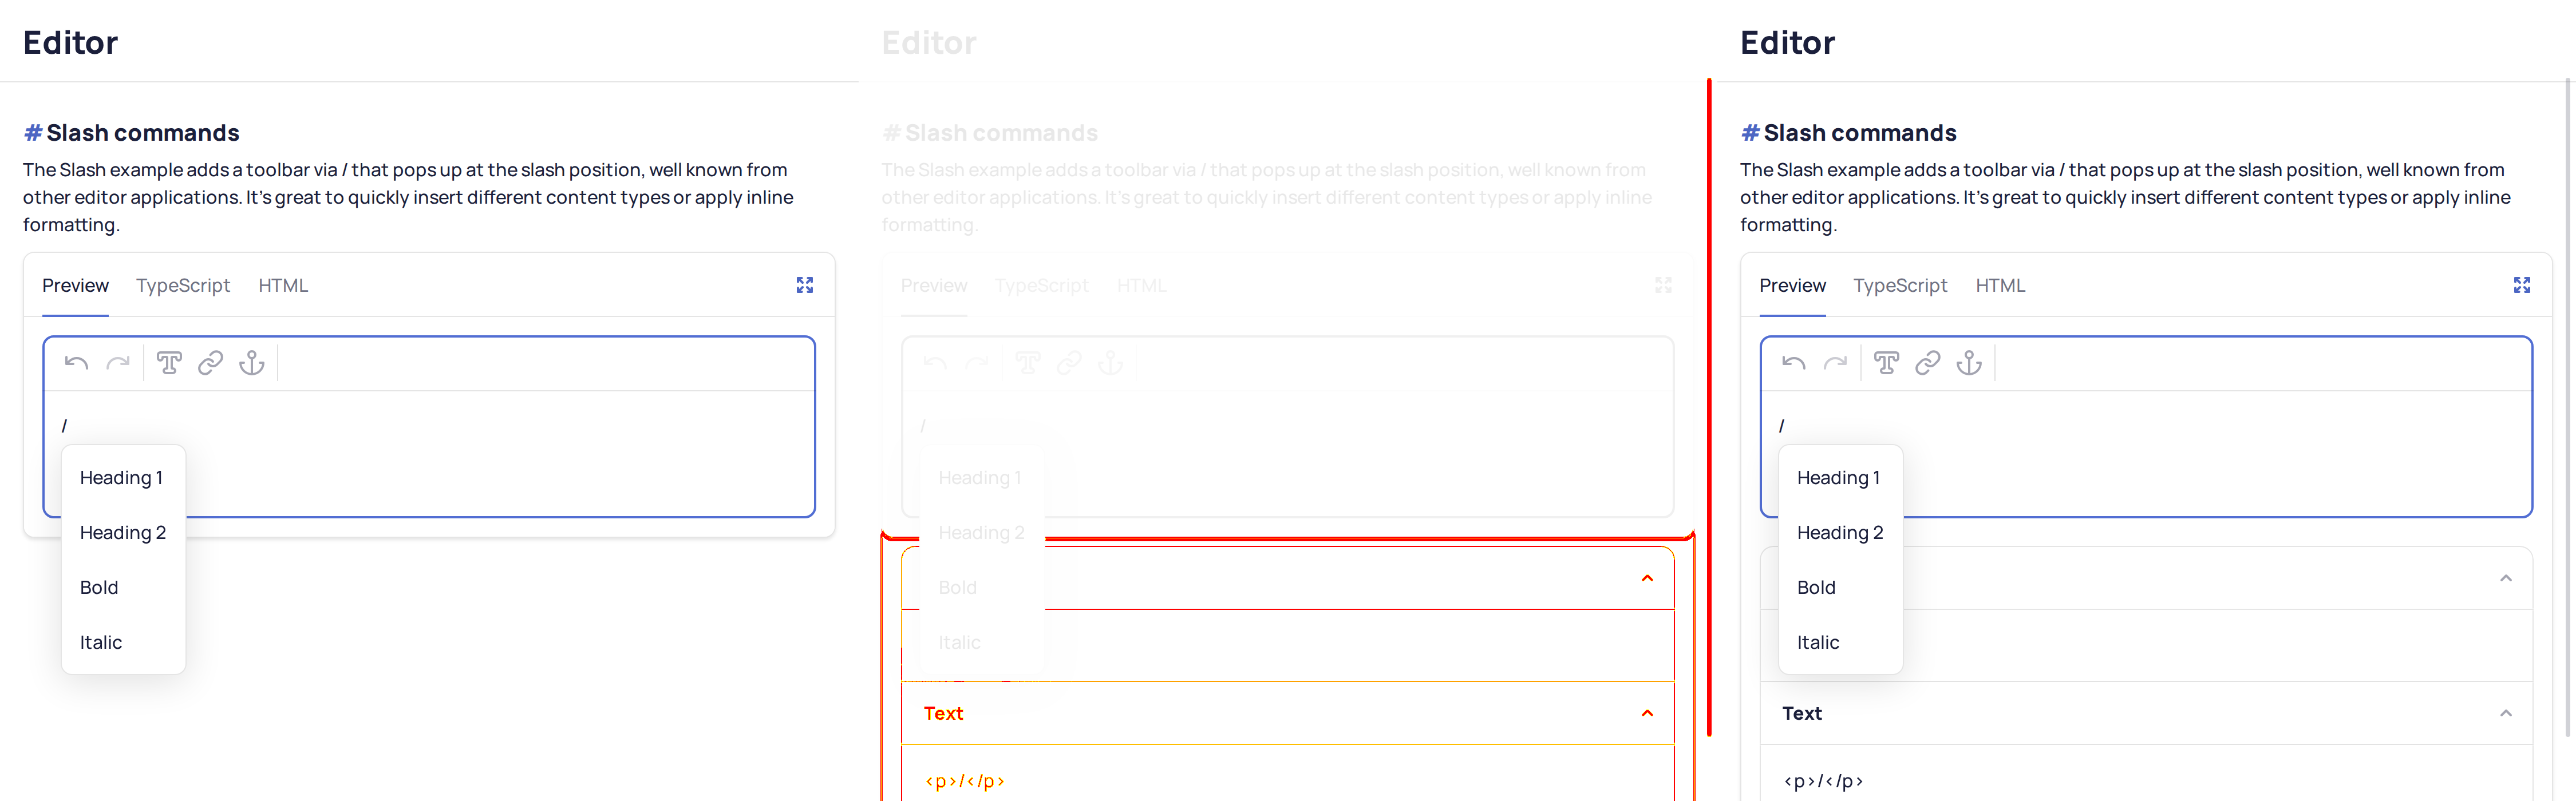 Editor
# Slash commands
The Slash example adds a toolbar via / that pops up at the slash position, well known from
other editor applications. It's great to quickly insert different content types or apply inline
formatting.
Preview TypeScript HTML
/
Heading 1
Heading 2
Bold
Italic
Editor
# Slash commands
The Slash example adds a toolbar via / that pops up at the slash position, well known from
other editor applications. It's great to quickly insert different content types or apply inline
formatting.
Preview TypeScript HTML
/
Heading 1
Heading 2
Bold
Italic
Text
<p>/</p>
Editor
# Slash commands
The Slash example adds a toolbar via / that pops up at the slash position, well known from
other editor applications. It's great to quickly insert different content types or apply inline
formatting.
Preview TypeScript HTML
/
Heading 1
Heading 2
Bold
Italic
Text
<p>/</p>